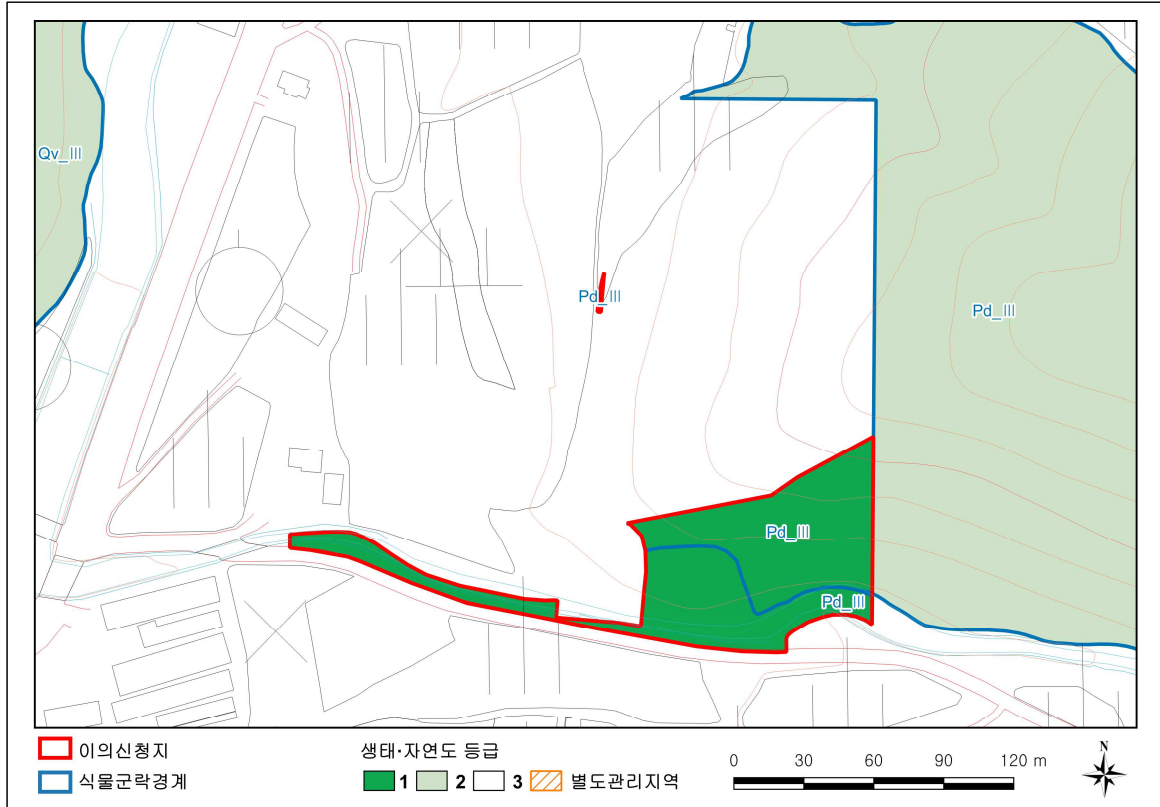 Qv_III
Pd_III
Pd_III
Pd_III
Pd_III
이의신청지
식물군락경계
생태·자연도 등급
1 2 3 별도관리지역
0 30 60 90 120 m
N